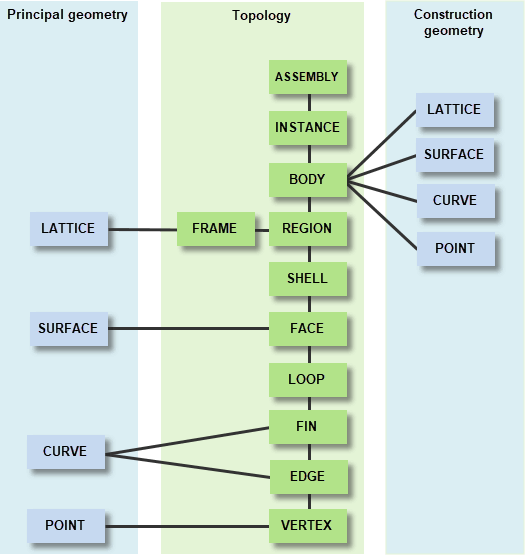 Principal geometry
Topology
Construction
geometry
ASSEMBLY
INSTANCE
BODY
LATTICE
SURFACE
CURVE
POINT
LATTICE
FRAME
REGION
SHELL
SURFACE
FACE
LOOP
CURVE
FIN
EDGE
POINT
VERTEX